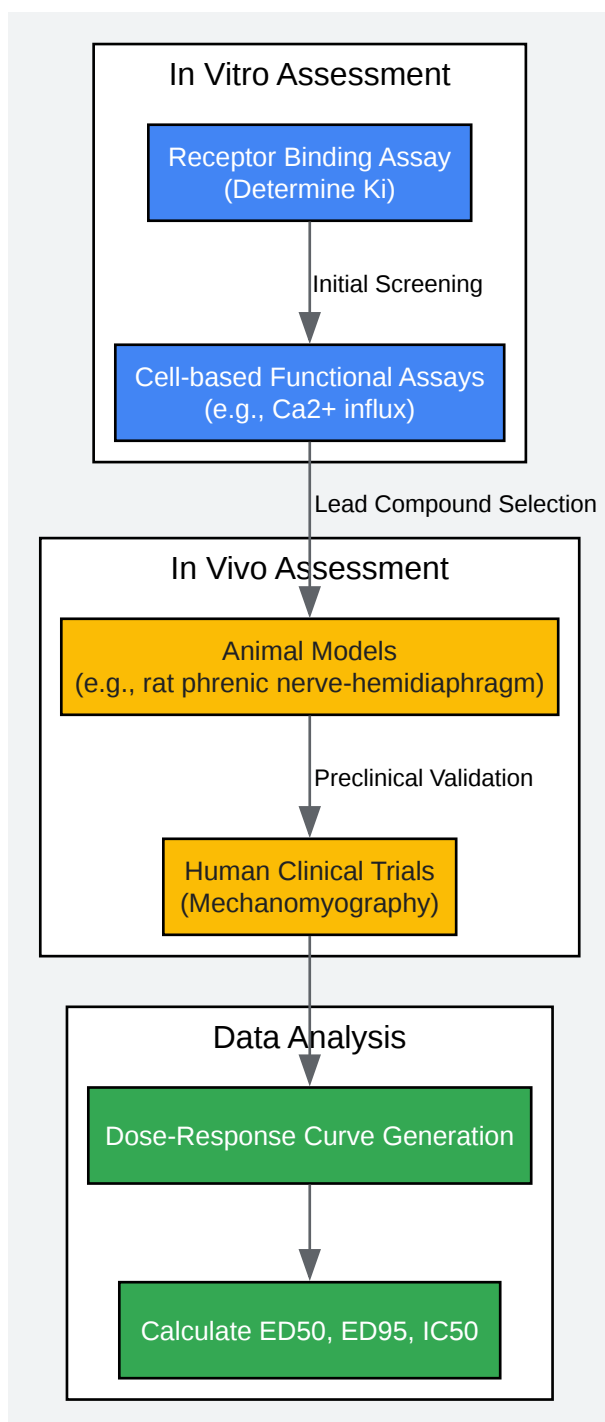 In Vitro Assessment
Receptor Binding Assay
(Determine Ki)
Initial Screening
Cell-based Functional Assays
(e.g., Ca2+ influx)
Lead Compound Selection
In Vivo Assessment
Animal Models
(e.g., rat phrenic nerve-hemidiaphragm)
Preclinical Validation
Human Clinical Trials
(Mechanomyography)
Data Analysis
Dose-Response Curve Generation
Calculate ED50, ED95, IC50